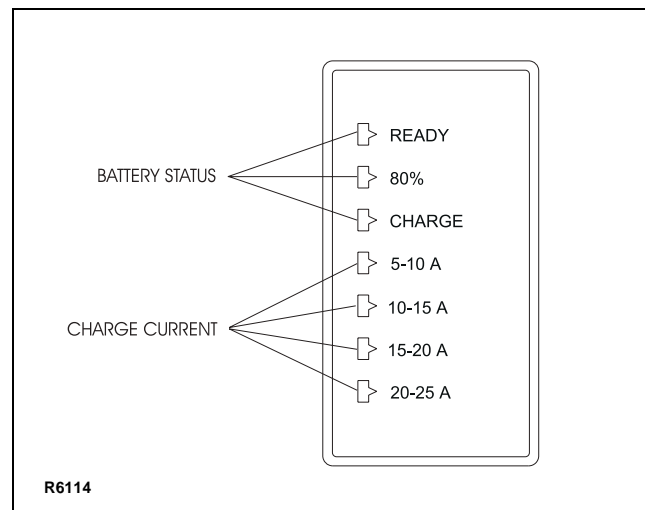 READY
BATTERY STATUS
80%
CHARGE
5-10 A
10-15 A
CHARGE CURRENT
15-20 A
20-25 A
R6114